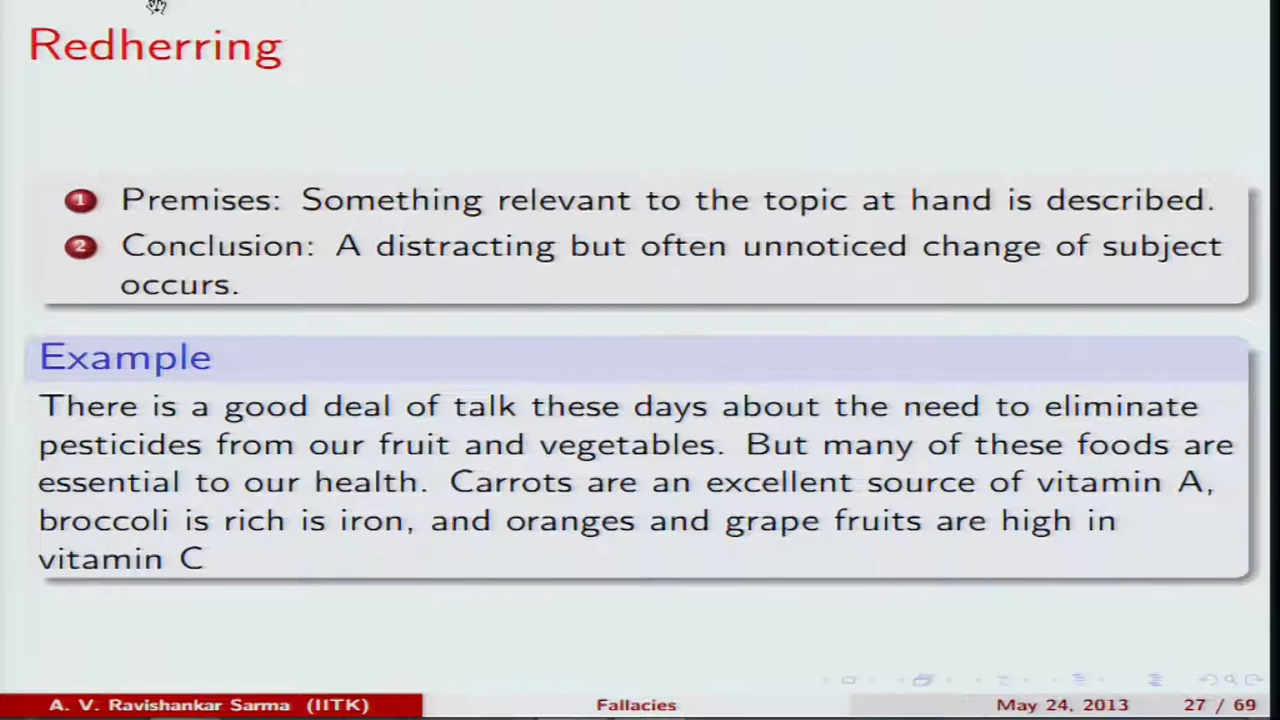 Redherring
1 Premises: Something relevant to the topic at hand is described.
2 Conclusion: A distracting but often unnoticed change of subject
occurs.
Example
There is a good deal of talk these days about the need to eliminate
pesticides from our fruit and vegetables. But many of these foods are
essential to our health. Carrots are an excellent source of vitamin A,
broccoli is rich is iron, and oranges and grape fruits are high in
vitamin C
A. V. Ravishankar Sarma (IITK) Fallacies May 24, 2013 27 / 69